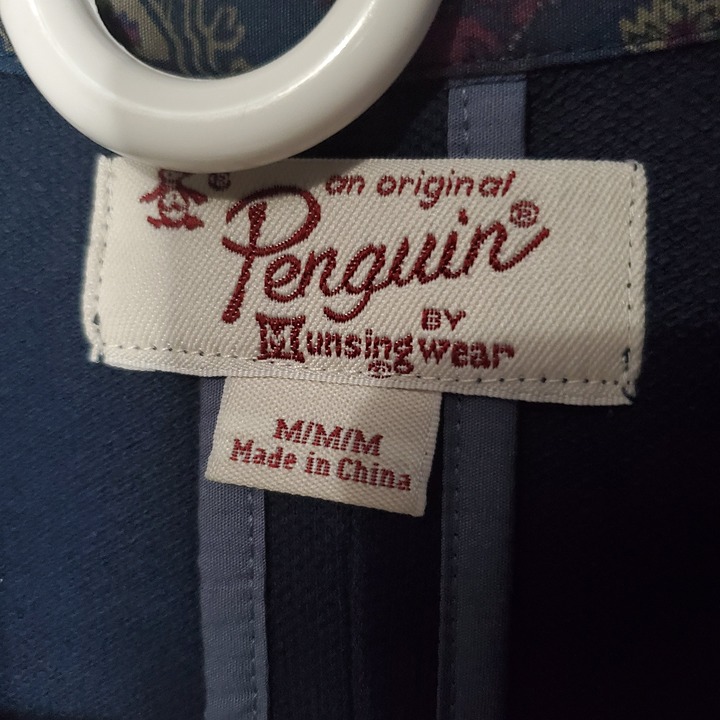 an original
Penguin®
BY
Munsingwear
®
M/M/M
Made in China